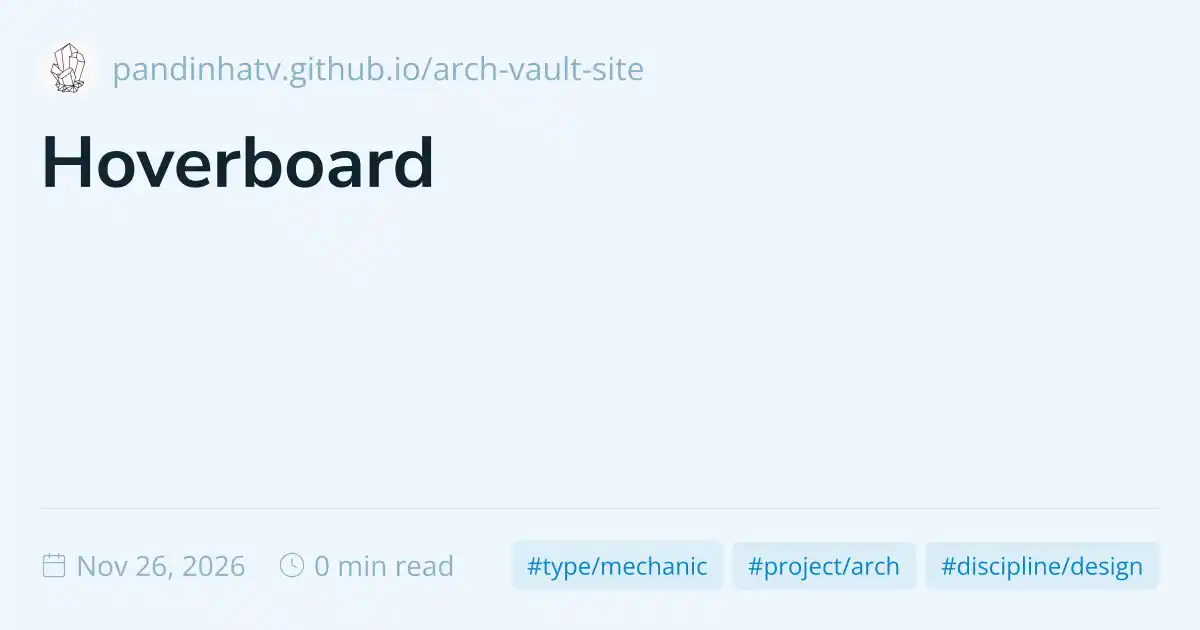 pandinhatv.github.io/arch-vault-site
Hoverboard
Nov 26, 2026 0 min read #type/mechanic #project/arch #discipline/design